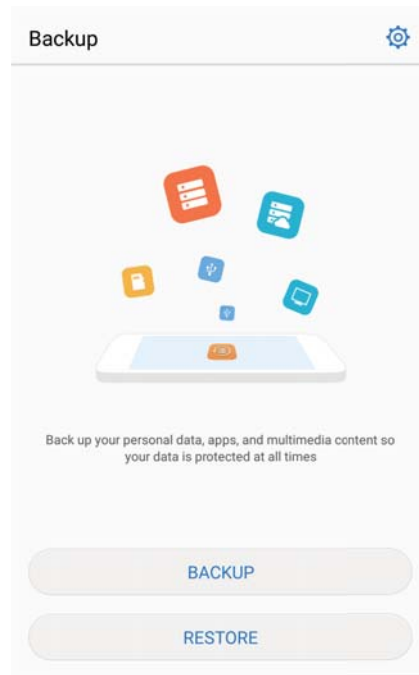 Backup
Back up your personal data, apps, and multimedia content so
your data is protected at all times
BACKUP
RESTORE